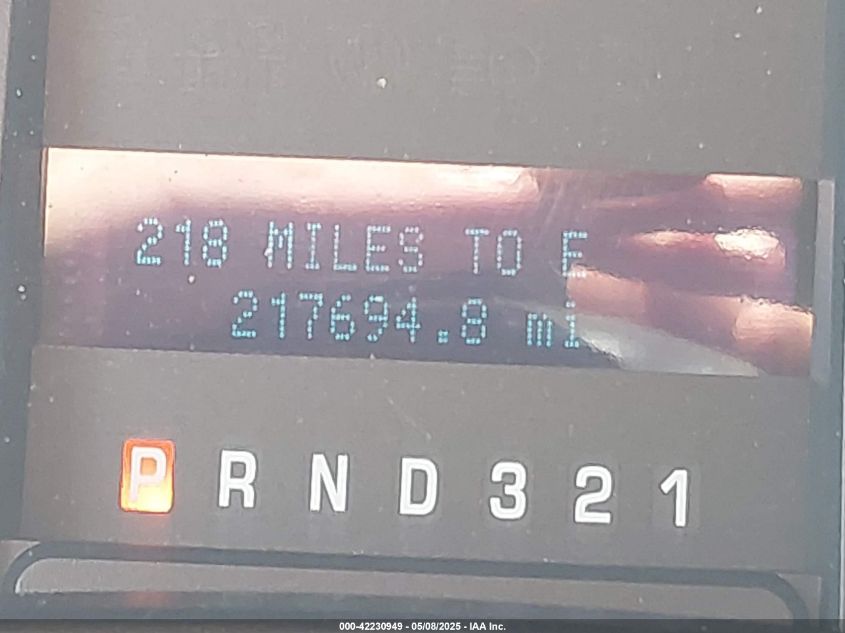 218 MILES TO E
217694.8 mi
P R N D 3 2 1
000-42230949 - 05/08/2025 - IAA Inc.